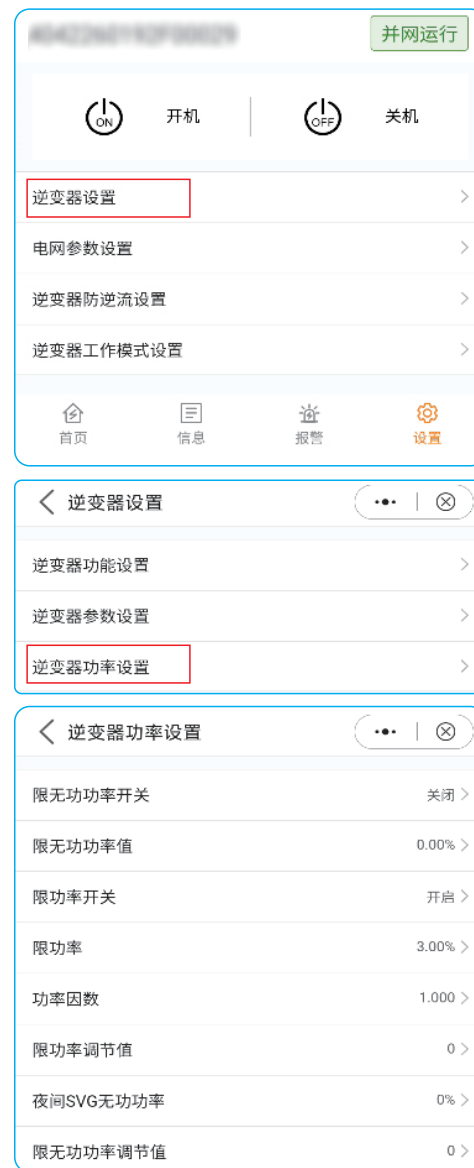 并网运行
ON 开机 OFF 关机
逆变器设置
电网参数设置
逆变器防逆流设置
逆变器工作模式设置
首页 信息 报警 设置
逆变器设置
逆变器功能设置
逆变器参数设置
逆变器功率设置
逆变器功率设置
限无功功率开关 关闭
限无功功率值 0.00%
限功率开关 开启
限功率 3.00%
功率因数 1.000
限功率调节值 0
夜间SVG无功功率 0%
限无功功率调节值 0